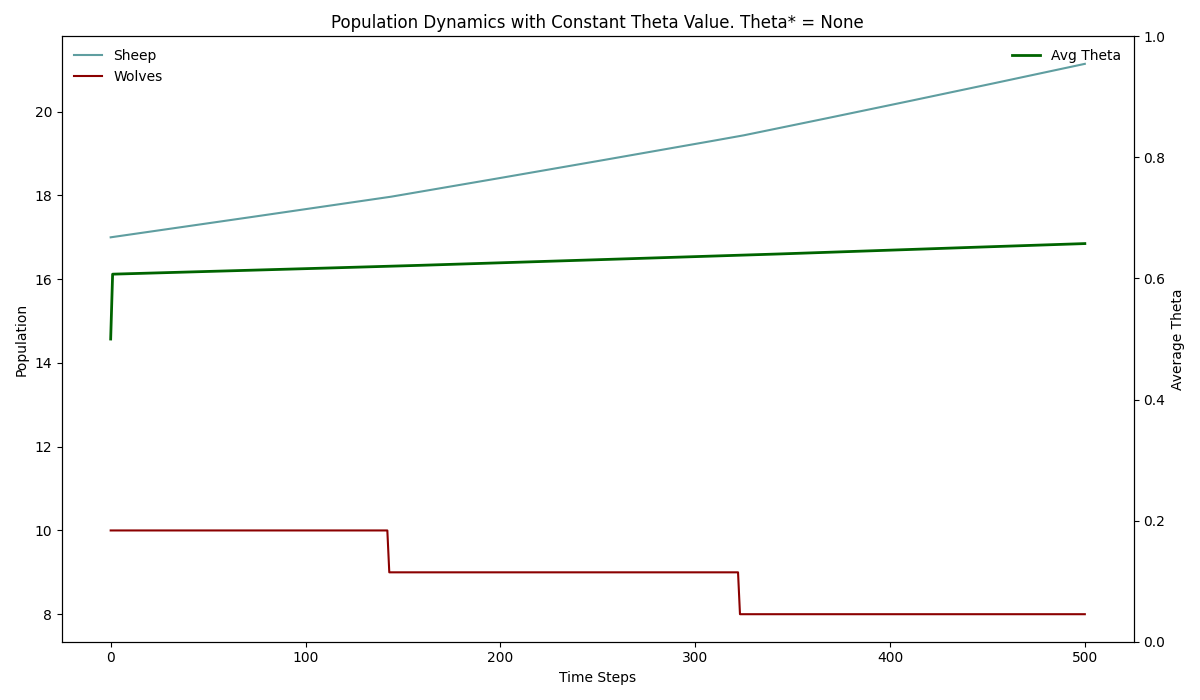 Population Dynamics with Constant Theta Value. Theta* = None
Sheep
Wolves
Avg Theta
Population
20
18
16
14
12
10
8
1.0
0.8
0.6
0.4
0.2
0.0
Average Theta
0 100 200 300 400 500
Time Steps